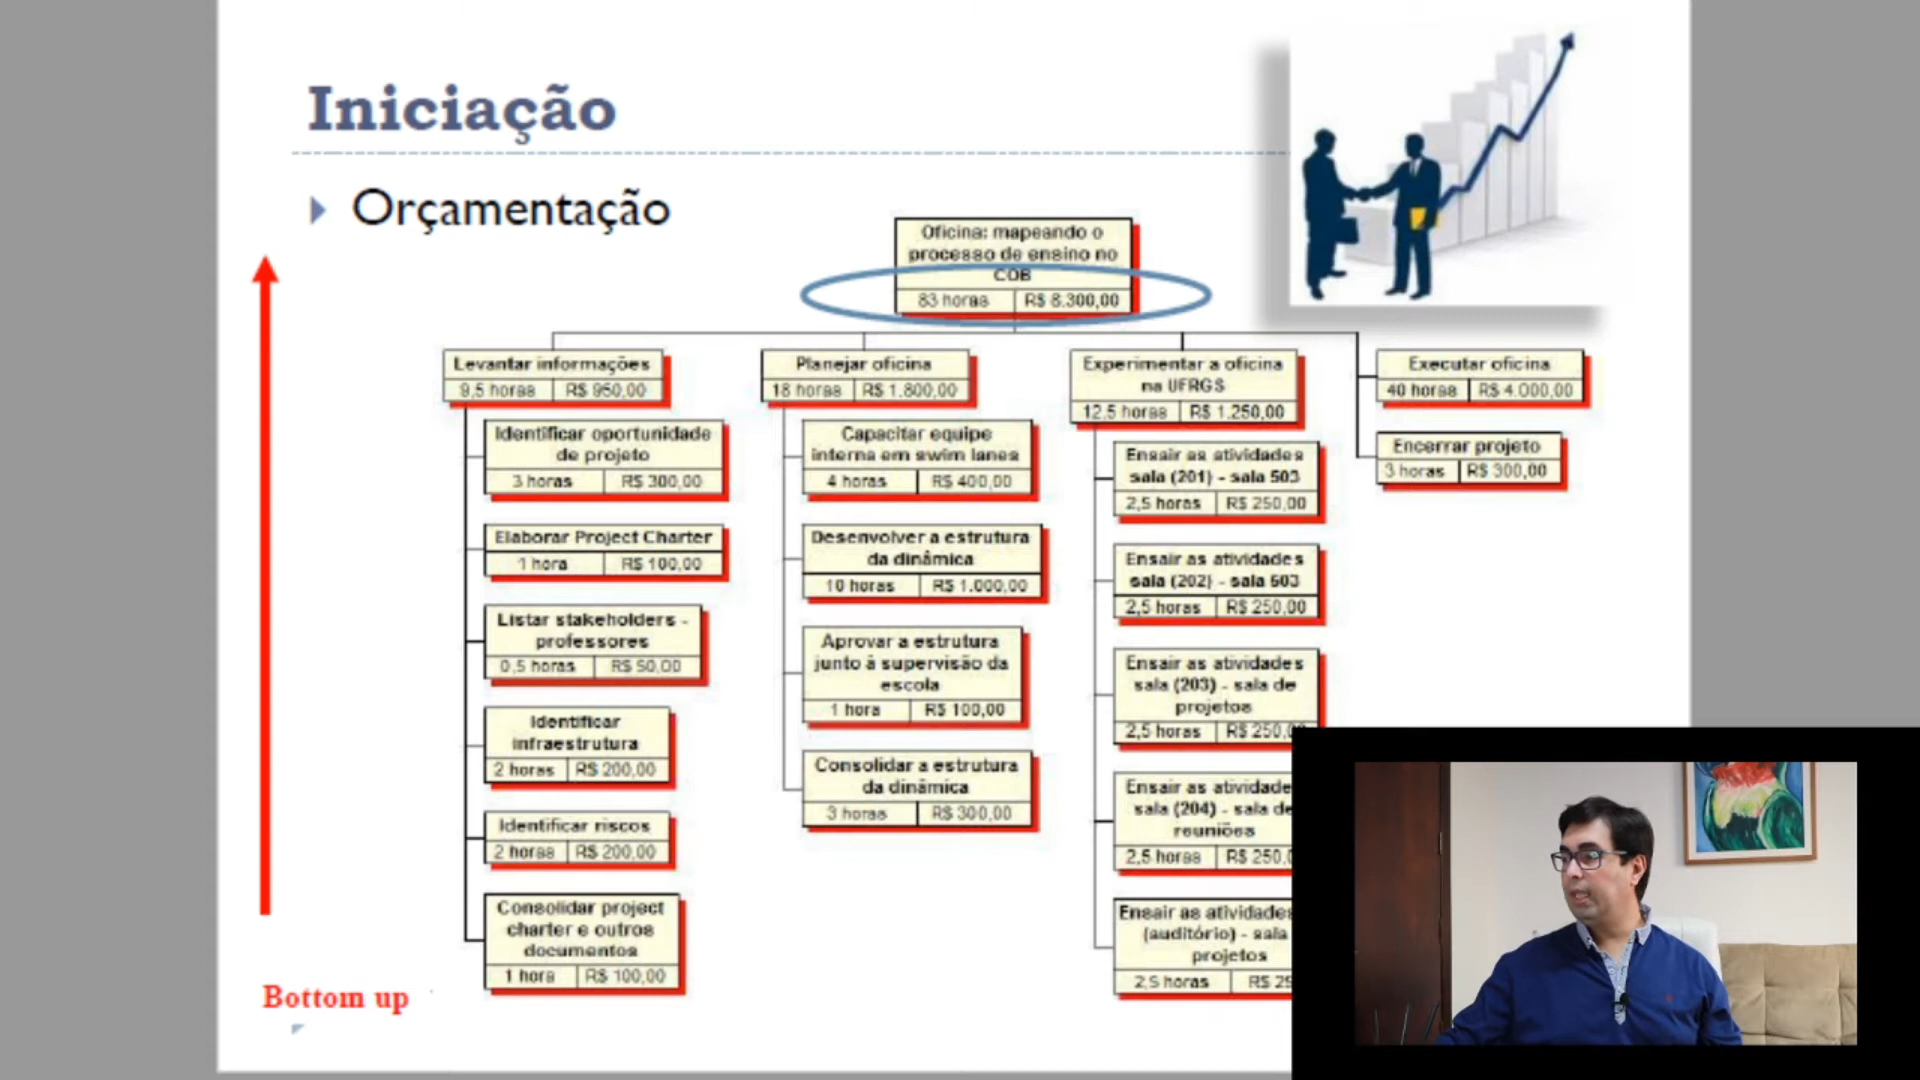 Iniciação
Orçamentação
Oficina: mapeando o
processo de ensino no
COB
83 horas R$ 8.300,00
Levantar informações
9,5 horas R$ 950,00
Identificar oportunidade
de projeto
3 horas R$ 300,00
Elaborar Project Charter
1 hora R$ 100,00
Listar stakeholders -
professores
0,5 horas R$ 50,00
Identificar
infraestrutura
2 horas R$ 200,00
Identificar riscos
2 horas R$ 200,00
Consolidar project
charter e outros
documentos
1 hora R$ 100,00
Planejar oficina
18 horas R$ 1.800,00
Capacitar equipe
interna em swim lanes
4 horas R$ 400,00
Desenvolver a estrutura
da dinâmica
10 horas R$ 1.000,00
Aprovar a estrutura
junto à supervisão da
escola
1 hora R$ 100,00
Consolidar a estrutura
da dinâmica
3 horas R$ 300,00
Experimentar a oficina
na UFRGS
12,5 horas R$ 1.250,00
Ensair as atividades
sala (201) - sala 503
2,5 horas R$ 250,00
Ensair as atividades
sala (202) - sala 503
2,5 horas R$ 250,00
Ensair as atividades
sala (203) - sala de
projetos
2,5 horas R$ 250,0
Ensair as atividade
sala (204) - sala de
reuniões
2,5 horas R$ 250,
Ensair as atividades
(auditório) - sala
projetos
2,5 horas R$ 25
Executar oficina
40 horas R$ 4.000,00
Encerrar projeto
3 horas R$ 300,00
Bottom up